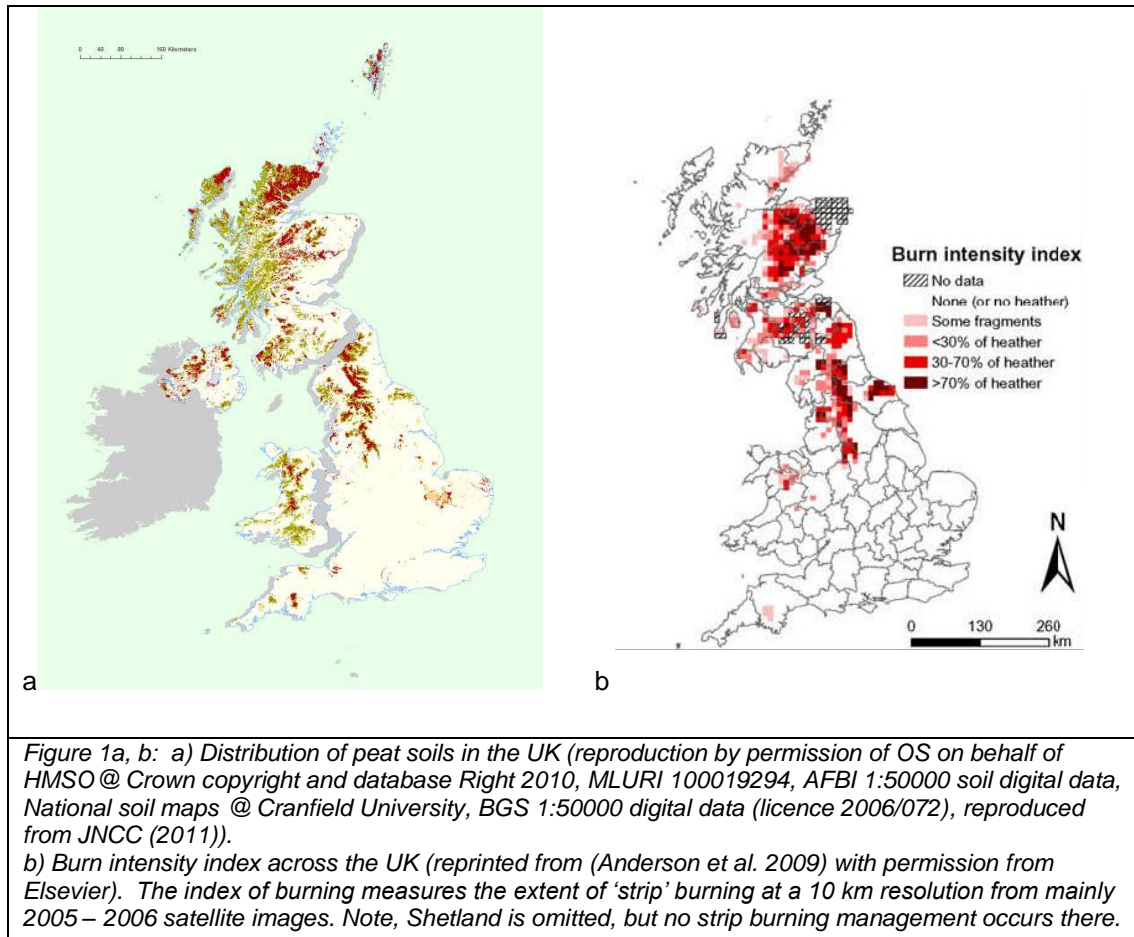 0 40 80 160 Kilometers
Burn intensity index
No data
None (or no heather)
Some fragments
<30% of heather
30-70% of heather
>70% of heather
N
0 130 260
km
a
b
Figure 1a, b: a) Distribution of peat soils in the UK (reproduction by permission of OS on behalf of
HMSO @ Crown copyright and database Right 2010, MLURI 100019294, AFBI 1:50000 soil digital data,
National soil maps @ Cranfield University, BGS 1:50000 digital data (licence 2006/072), reproduced
from JNCC (2011)).
b) Burn intensity index across the UK (reprinted from (Anderson et al. 2009) with permission from
Elsevier). The index of burning measures the extent of ‘strip’ burning at a 10 km resolution from mainly
2005 – 2006 satellite images. Note, Shetland is omitted, but no strip burning management occurs there.